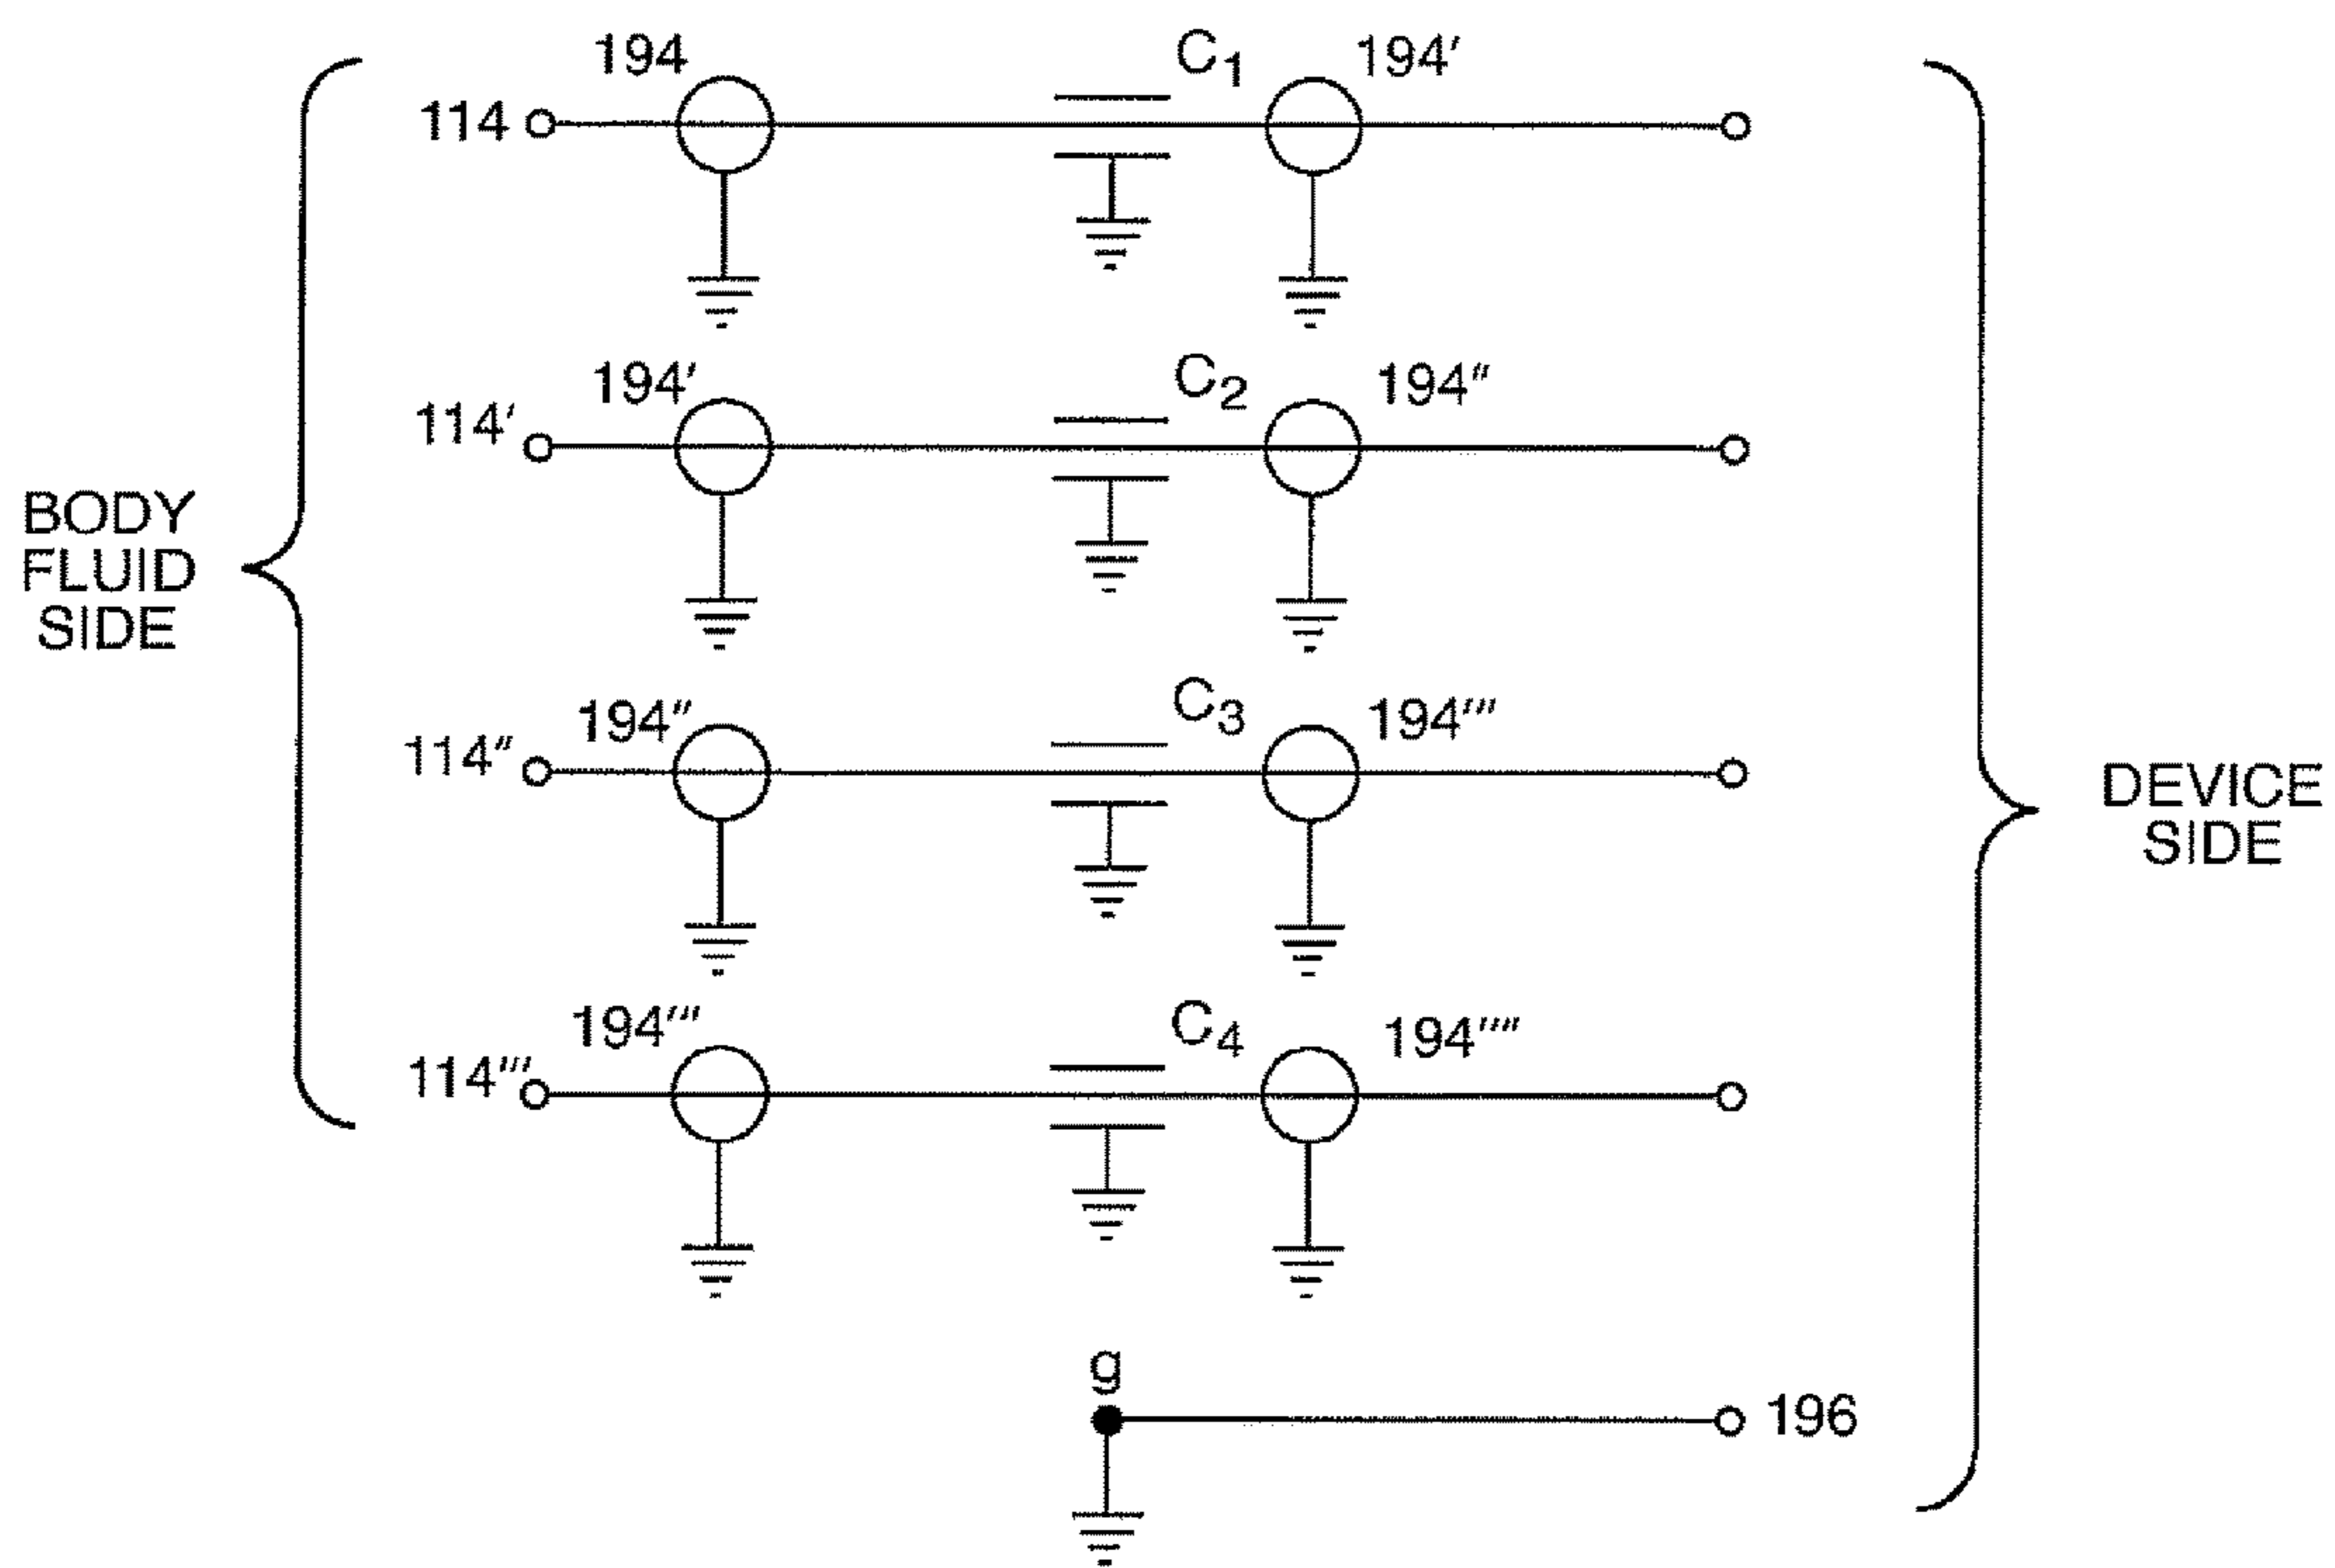 194 C1 194′
114
194′ C2 194″
114′
BODY
FLUID
SIDE
194″ C3 194‴
114″
DEVICE
SIDE
194‴ C4 194⁗
114‴
g
196